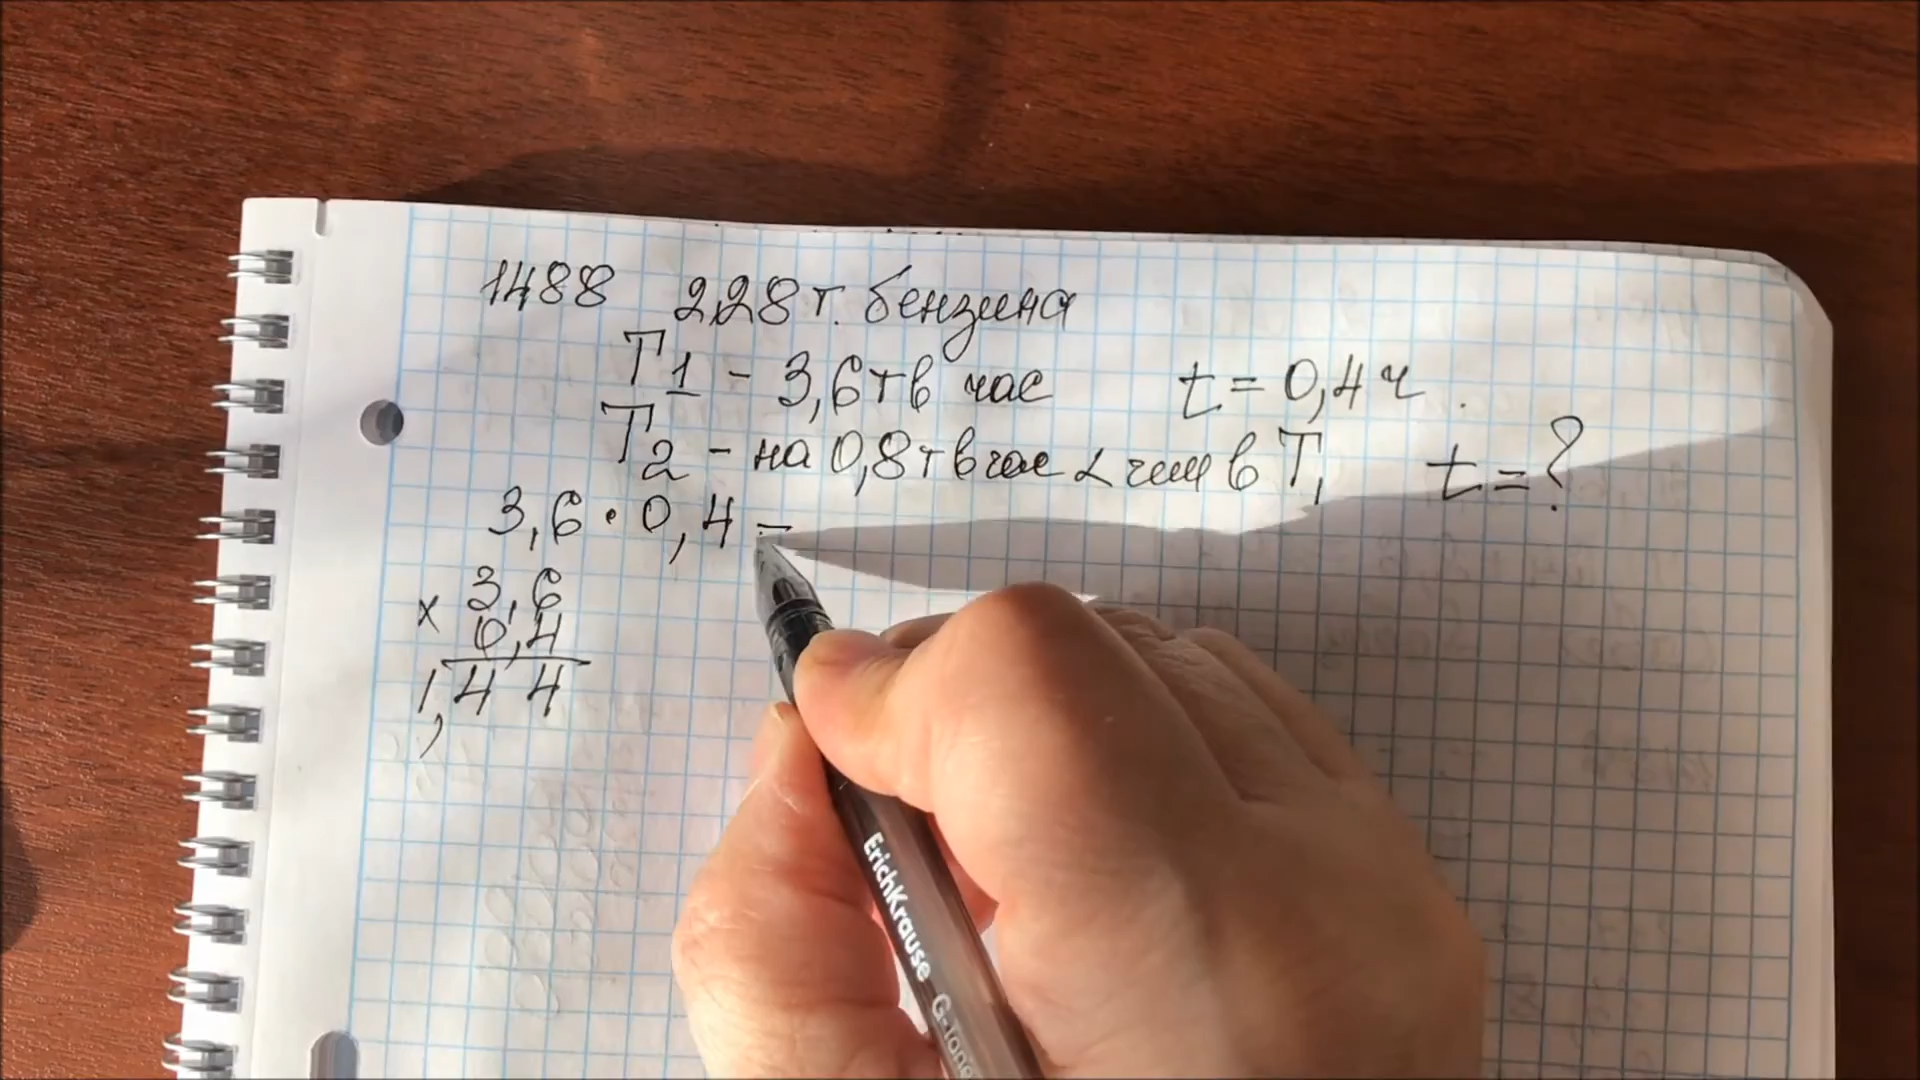 1488 2,28 т. бензина
Т1 - 3,6 т в час t = 0,4 ч.
Т2 - на 0,8 т в час < чем в Т1 t = ?
3,6 · 0,4 =
× 3,6
0,4
1,44
ErichKrause